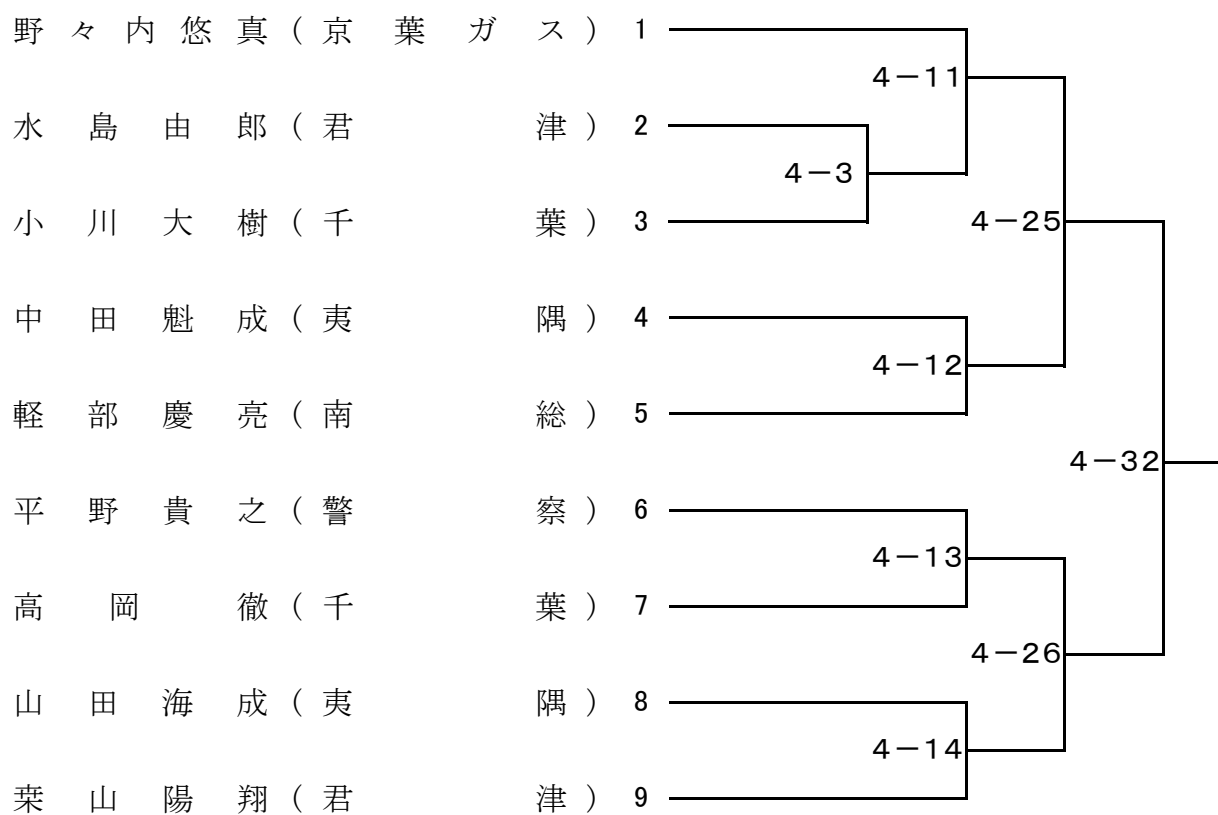 野々内悠真(京葉ガス) 1
4－11
水島由郎(君津) 2
4－3
小川大樹(千葉) 3
4－25
中田魁成(夷隅) 4
4－12
軽部慶亮(南総) 5
4－32
平野貴之(警察) 6
4－13
高岡徹(千葉) 7
4－26
山田海成(夷隅) 8
4－14
桒山陽翔(君津) 9